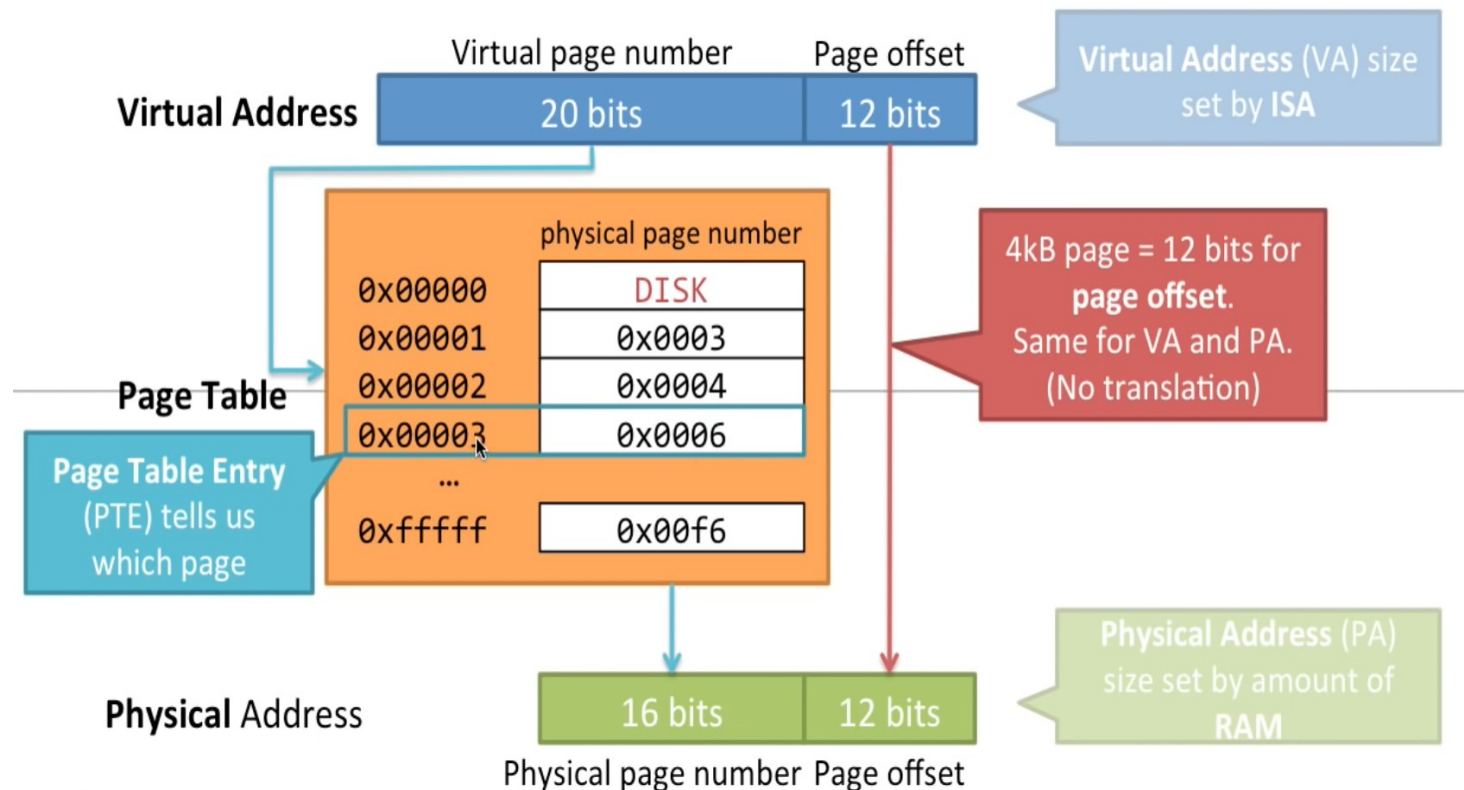 Virtual page number
Page offset
Virtual Address
20 bits
12 bits
Virtual Address (VA) size
set by ISA
physical page number
0x00000
DISK
0x00001
0x0003
0x00002
0x0004
0x00003
0x0006
...
0xfffff
0x00f6
Page Table
Page Table Entry
(PTE) tells us
which page
4kB page = 12 bits for
page offset.
Same for VA and PA.
(No translation)
Physical Address
16 bits
12 bits
Physical page number
Page offset
Physical Address (PA)
size set by amount of
RAM